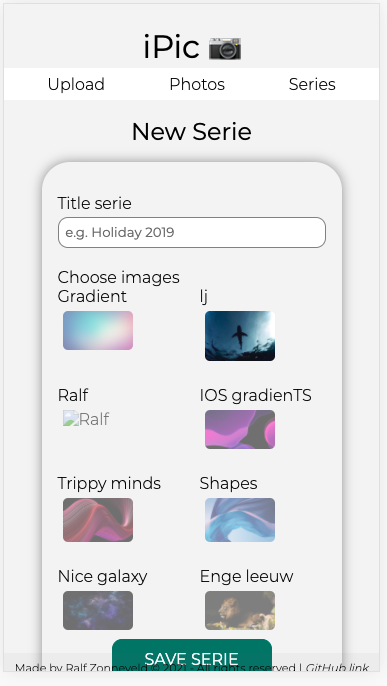 iPic
Upload Photos Series
New Serie
Title serie
e.g. Holiday 2019
Choose images
Gradient lj
Ralf IOS gradienTS
Ralf
Trippy minds Shapes
Nice galaxy Enge leeuw
SAVE SERIE
Made by Ralf Zonneveld © 2021 - All rights reserved | GitHub link